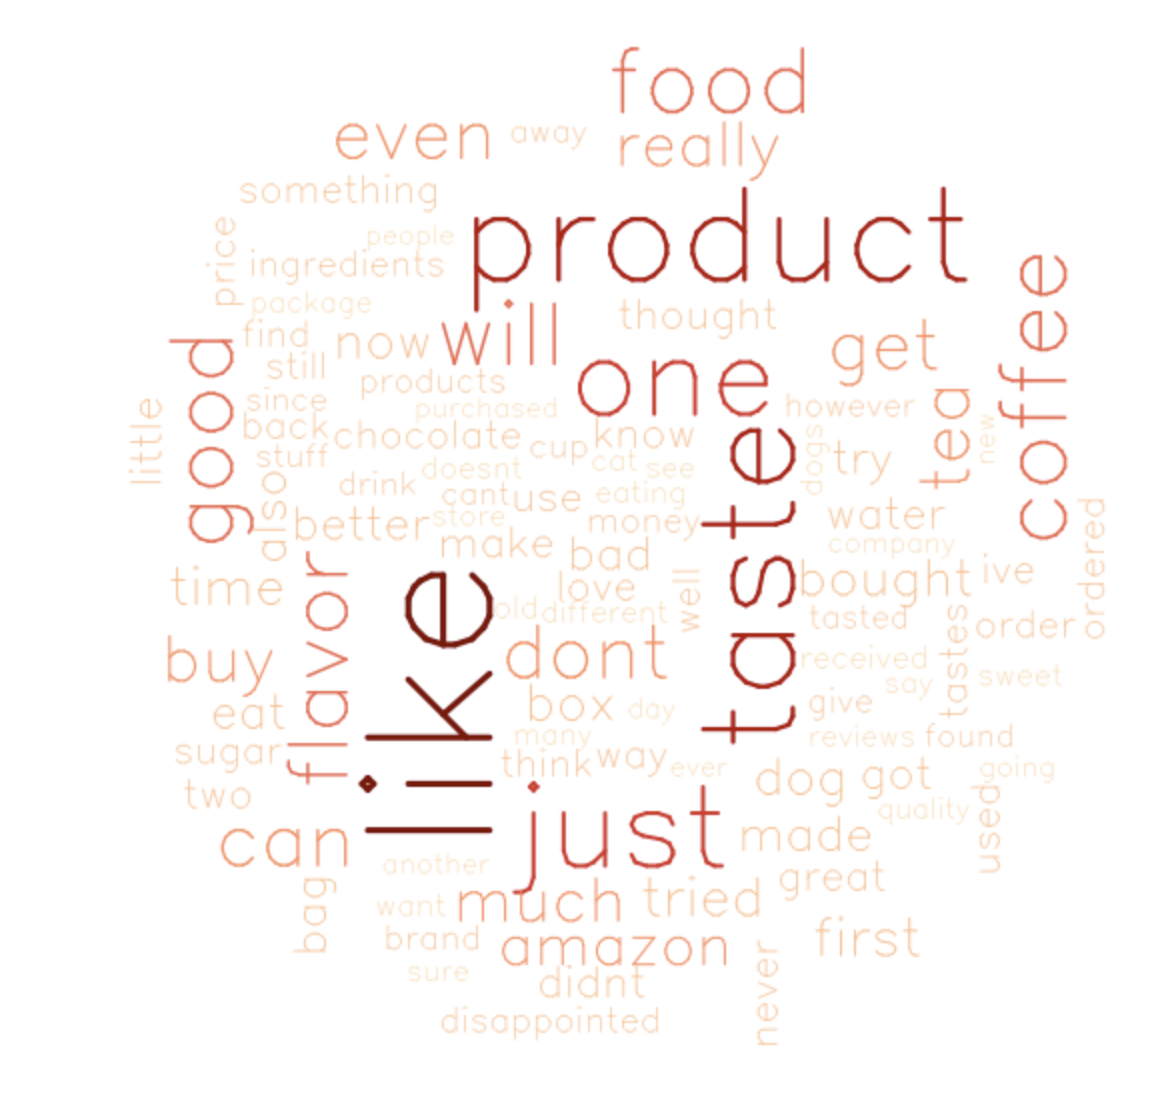 food
even
away
really
something
product
people
price
ingredients
coffee
package
will
thought
good
find
now
get
still
products
one
since
little
purchased
however
tea
back
chocolate
cup
know
taste
new
stuff
doesnt
cat
see
dogs
try
drink
cant
use
eating
also
better
store
money
water
ordered
make
bad
company
flavor
like
time
love
well
bought
ive
old
different
tasted
tastes
order
buy
dont
received
say
sweet
eat
box
day
give
sugar
many
reviews
found
think
way
ever
going
two
dog
got
just
quality
used
can
made
another
great
bag
want
much
tried
brand
amazon
first
sure
didnt
never
disappointed